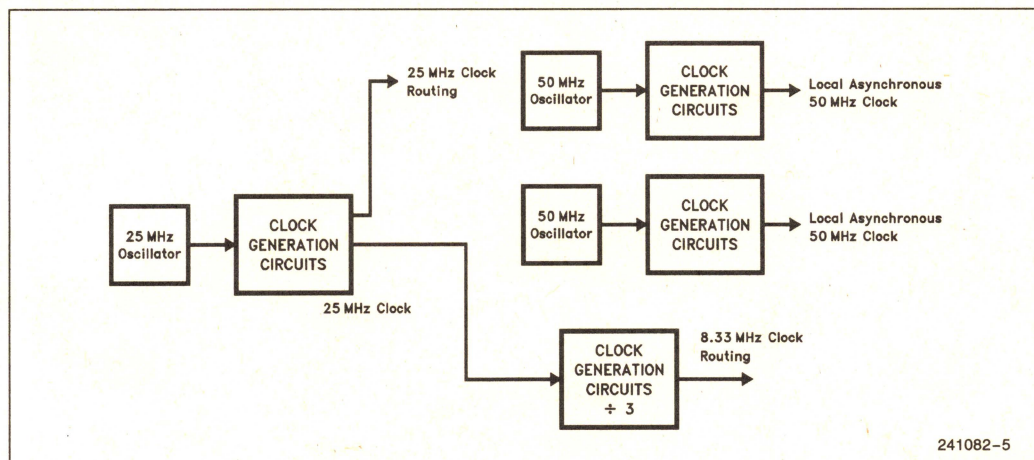 25 MHz
Oscillator
CLOCK
GENERATION
CIRCUITS
25 MHz Clock
Routing
25 MHz Clock
50 MHz
Oscillator
CLOCK
GENERATION
CIRCUITS
Local Asynchronous
50 MHz Clock
50 MHz
Oscillator
CLOCK
GENERATION
CIRCUITS
Local Asynchronous
50 MHz Clock
CLOCK
GENERATION
CIRCUITS
÷ 3
8.33 MHz Clock
Routing
241082-5